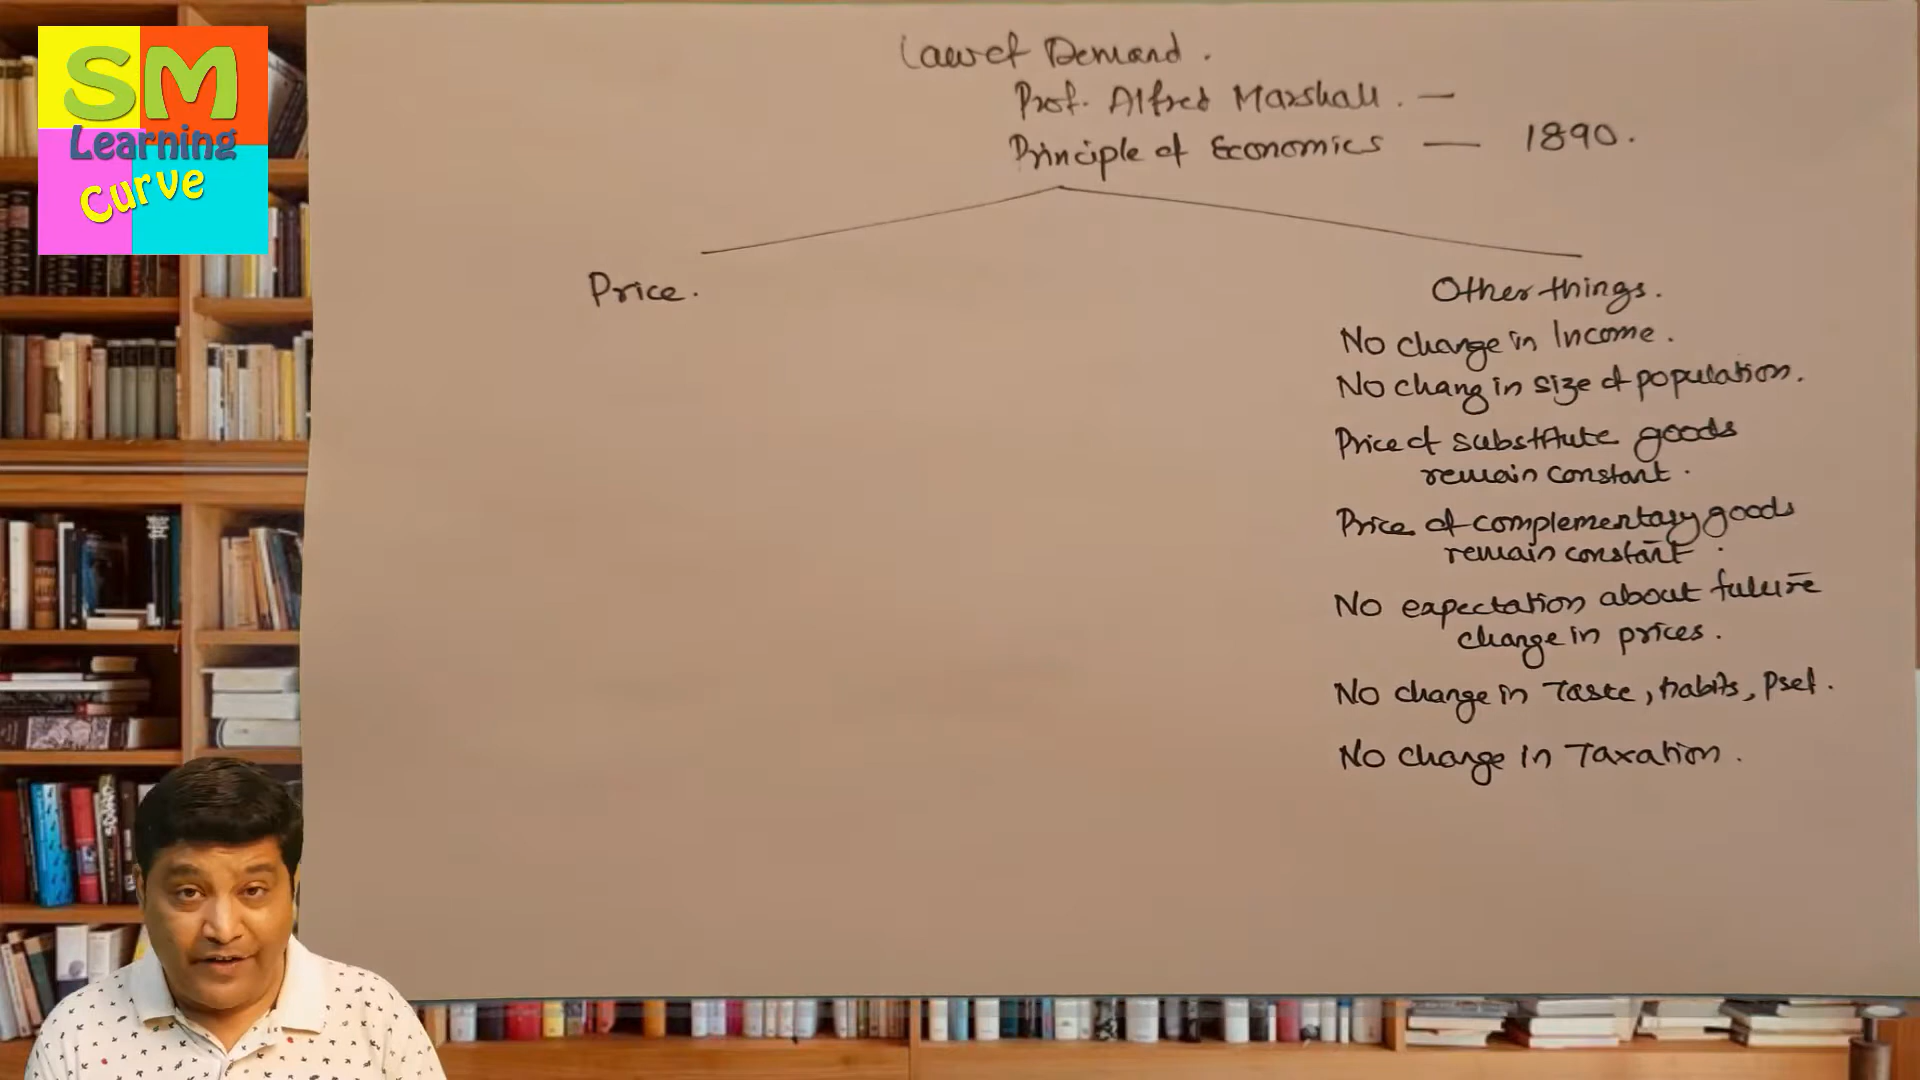 SM
Learning
Curve
Law of Demand.
Prof. Alfred Marshall. —
Principle of Economics — 1890.
Price.
Other things.
No change in Income.
No chang in size of population.
Price of substitute goods
remain constant.
Price of complementary goods
remain constant.
No expectation about future
change in prices.
No change in Taste, habits, Pref.
No change in Taxation.